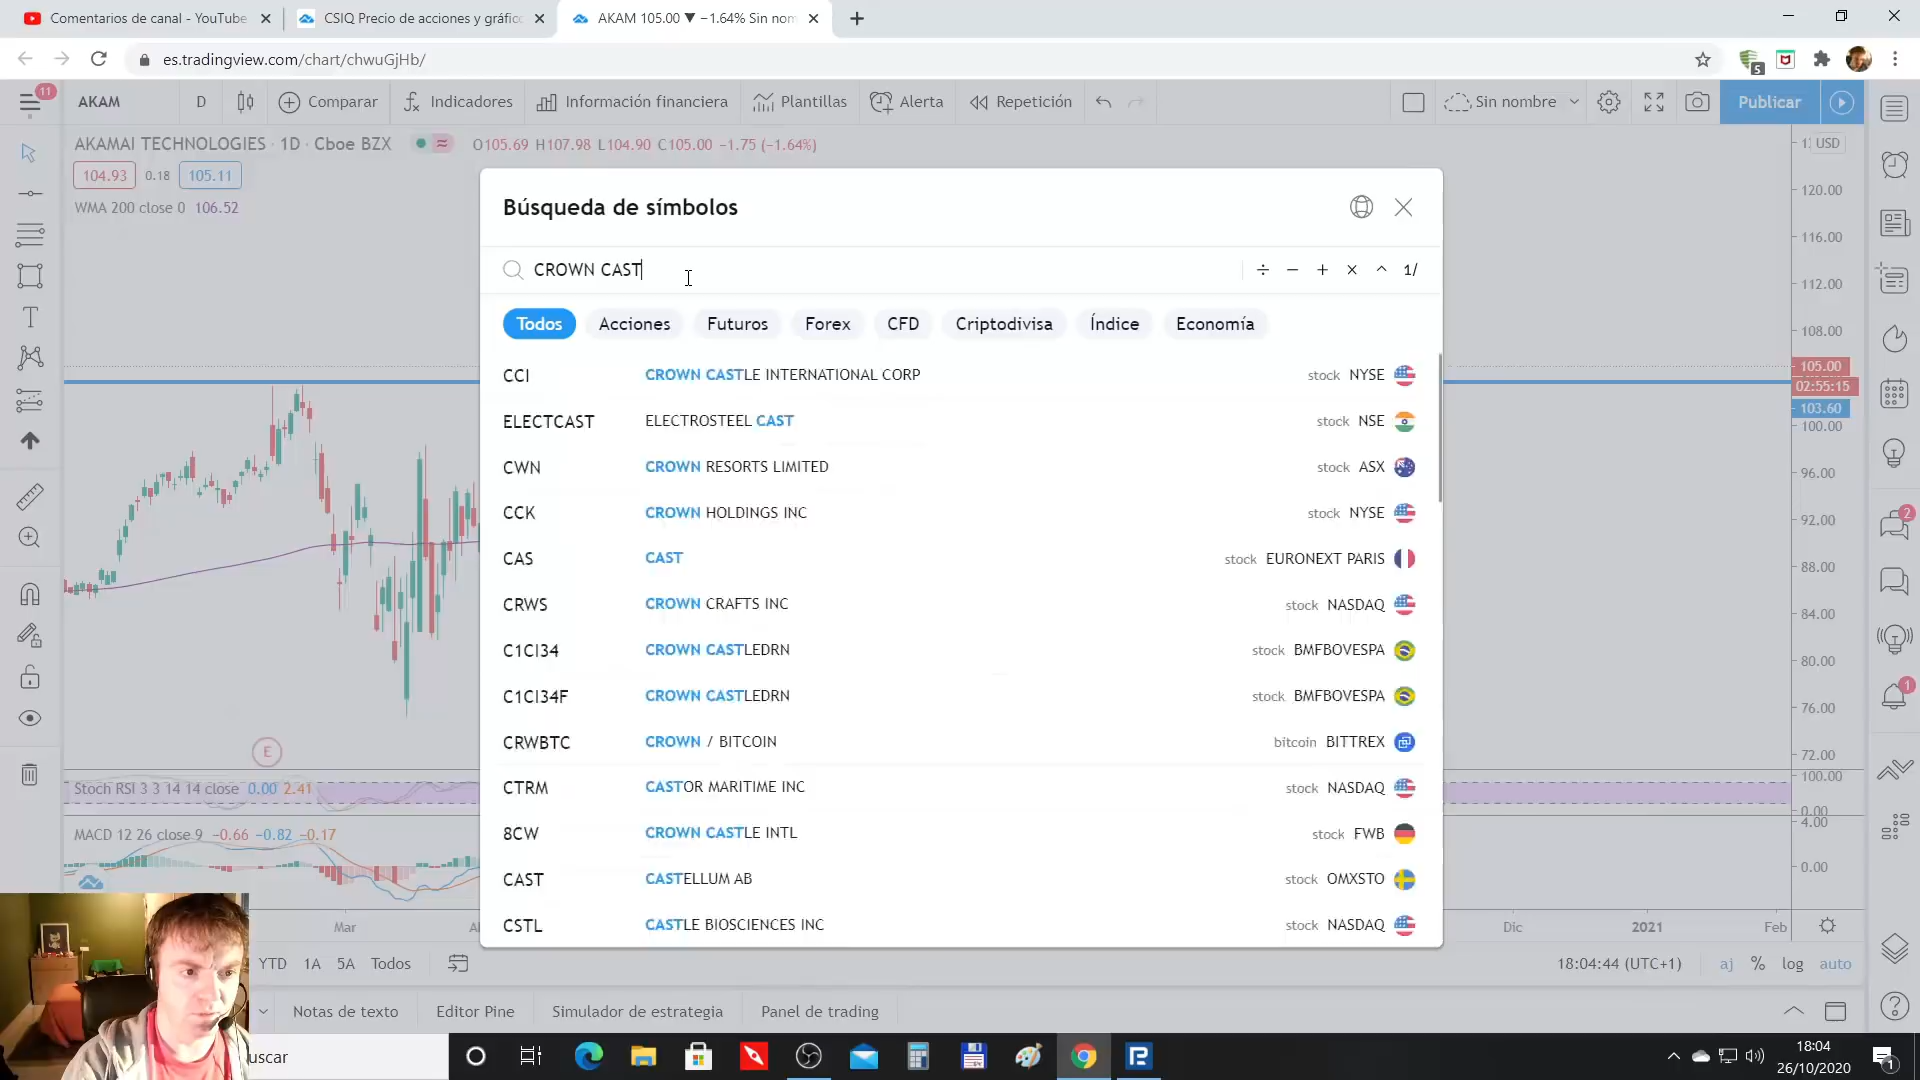 Comentarios de canal - YouTube
CSIQ Precio de acciones y gráfico
AKAM 105.00 ▼ −1.64% Sin nom
es.tradingview.com/chart/chwuGjHb/
5
11
AKAM
D
Comparar
Indicadores
Información financiera
Plantillas
Alerta
Repetición
Sin nombre
Publicar
AKAMAI TECHNOLOGIES · 1D · Cboe BZX
O105.69 H107.98 L104.90 C105.00 −1.75 (−1.64%)
USD
104.93
0.18
105.11
WMA 200 close 0 106.52
Búsqueda de símbolos
CROWN CAST
÷ − + × ^ 1/
Todos
Acciones
Futuros
Forex
CFD
Criptodivisa
Índice
Economía
CCI CROWN CASTLE INTERNATIONAL CORP stock NYSE
ELECTCAST ELECTROSTEEL CAST stock NSE
CWN CROWN RESORTS LIMITED stock ASX
CCK CROWN HOLDINGS INC stock NYSE
CAS CAST stock EURONEXT PARIS
CRWS CROWN CRAFTS INC stock NASDAQ
C1CI34 CROWN CASTLEDRN stock BMFBOVESPA
C1CI34F CROWN CASTLEDRN stock BMFBOVESPA
CRWBTC CROWN / BITCOIN bitcoin BITTREX
CTRM CASTOR MARITIME INC stock NASDAQ
8CW CROWN CASTLE INTL stock FWB
CAST CASTELLUM AB stock OMXSTO
CSTL CASTLE BIOSCIENCES INC stock NASDAQ
120.00
116.00
112.00
108.00
105.00
02:55:15
103.60
100.00
96.00
92.00
88.00
84.00
80.00
76.00
72.00
100.00
0.00
4.00
0.00
2
1
E
Stoch RSI 3 3 14 14 close 0.00 2.41
MACD 12 26 close 9 −0.66 −0.82 −0.17
Mar
Dic
2021
Feb
YTD
1A
5A
Todos
18:04:44 (UTC+1)
aj
%
log
auto
Notas de texto
Editor Pine
Simulador de estrategia
Panel de trading
uscar
18:04
26/10/2020
1